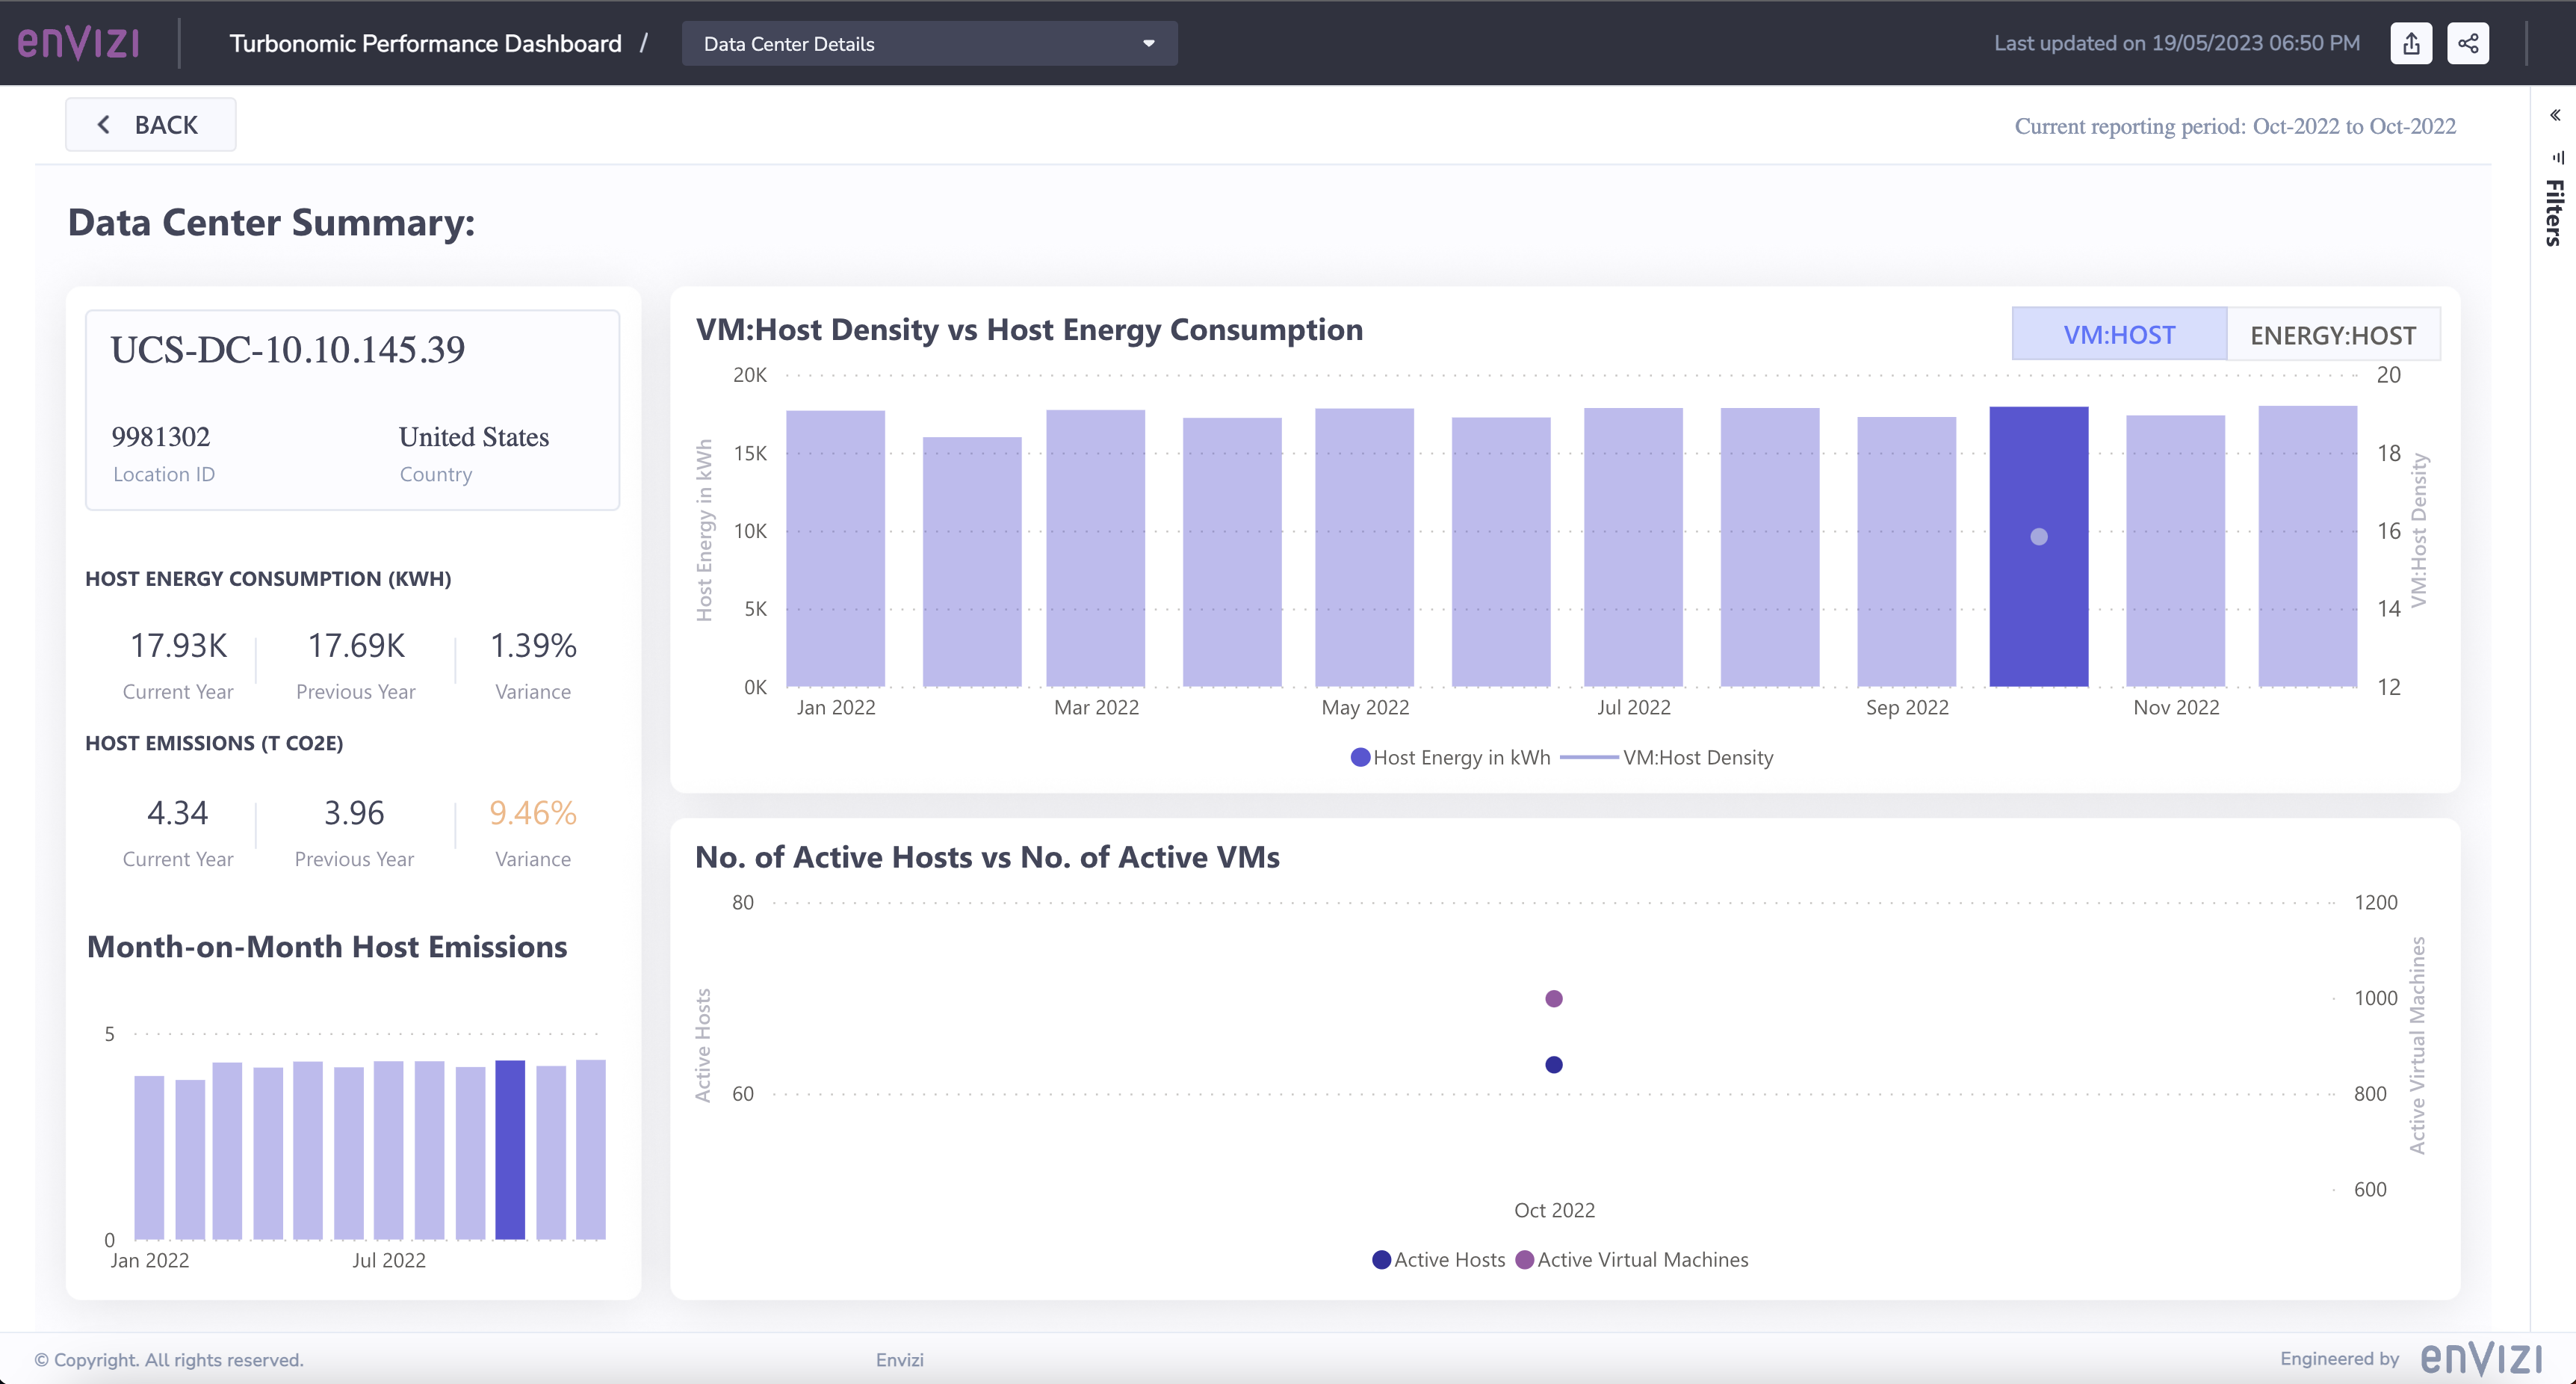 enVIZI
Turbonomic Performance Dashboard /
Data Center Details
Last updated on 19/05/2023 06:50 PM
BACK
Current reporting period: Oct-2022 to Oct-2022
Filters
Data Center Summary:
UCS-DC-10.10.145.39
9981302
Location ID
United States
Country
HOST ENERGY CONSUMPTION (KWH)
17.93K
Current Year
17.69K
Previous Year
1.39%
Variance
HOST EMISSIONS (T CO2E)
4.34
Current Year
3.96
Previous Year
9.46%
Variance
Month-on-Month Host Emissions
5
0
Jan 2022
Jul 2022
VM:Host Density vs Host Energy Consumption
VM:HOST
ENERGY:HOST
Host Energy in kWh
20K
15K
10K
5K
0K
20
18
16
14
12
VM:Host Density
Jan 2022
Mar 2022
May 2022
Jul 2022
Sep 2022
Nov 2022
Host Energy in kWh
VM:Host Density
No. of Active Hosts vs No. of Active VMs
Active Hosts
80
60
1200
1000
800
600
Active Virtual Machines
Oct 2022
Active Hosts
Active Virtual Machines
© Copyright. All rights reserved.
Envizi
Engineered by
enVIZI